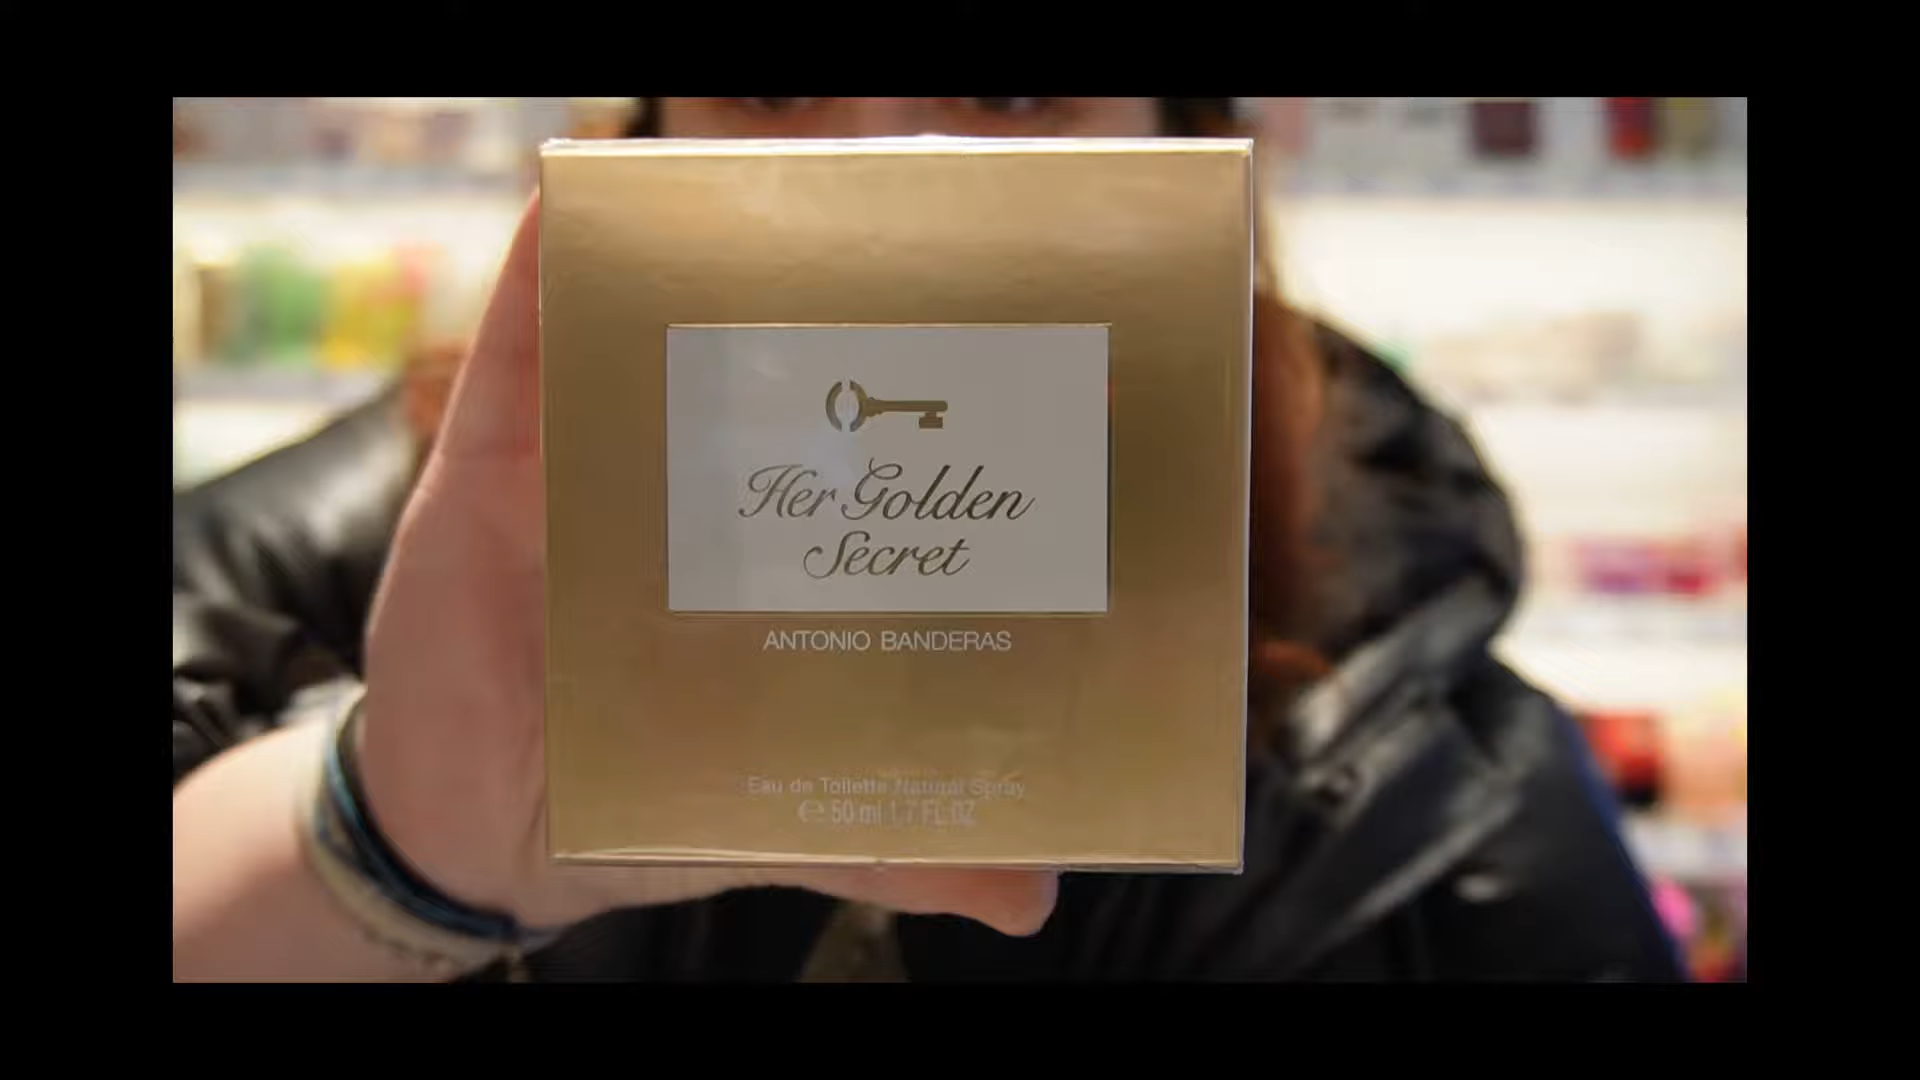 Her Golden
Secret
ANTONIO BANDERAS
Eau de Toilette Natural Spray
℮ 50 ml 1.7 FL.OZ